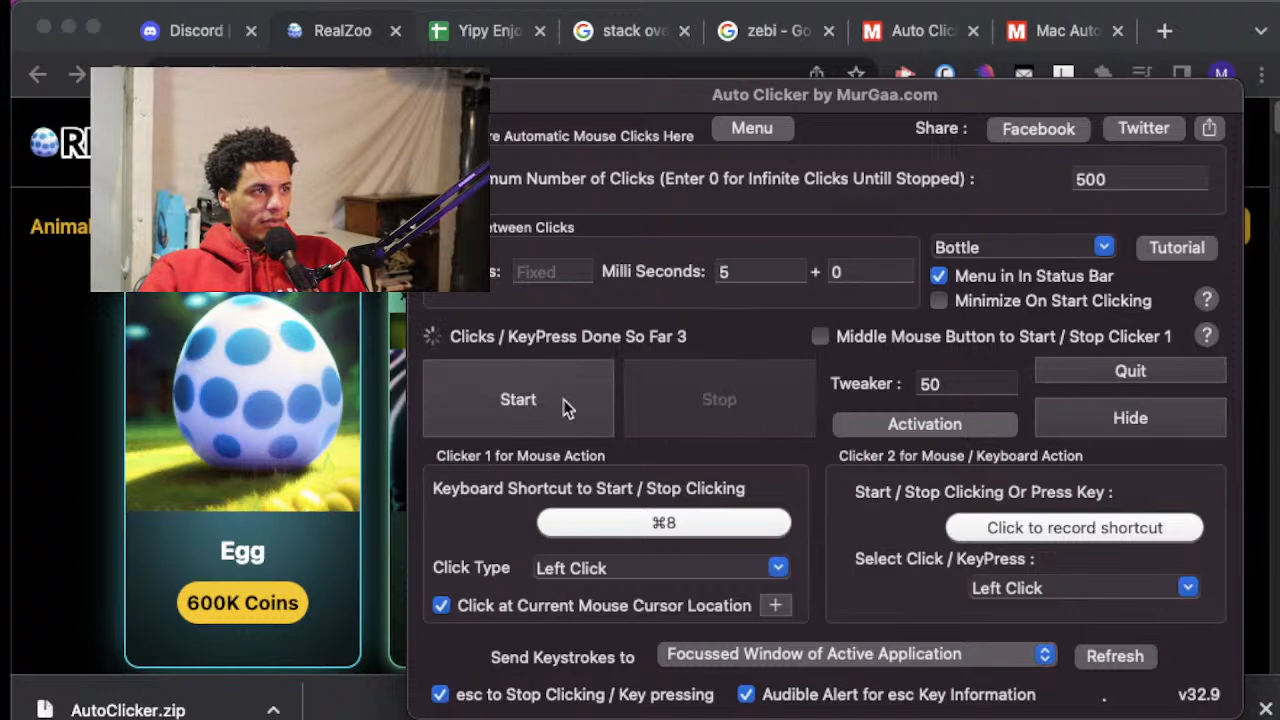 Discord
RealZoo
Yipy Enjo
stack ove
zebi - Go
Auto Clic
Mac Auto
M
Auto Clicker by MurGaa.com
re Automatic Mouse Clicks Here
Menu
Share :
Facebook
Twitter
mum Number of Clicks (Enter 0 for Infinite Clicks Untill Stopped) :
500
etween Clicks
Bottle
Tutorial
s:
Fixed
Milli Seconds:
5
+
0
Menu in In Status Bar
Minimize On Start Clicking
?
Clicks / KeyPress Done So Far 3
Middle Mouse Button to Start / Stop Clicker 1
?
Start
Stop
Tweaker :
50
Quit
Activation
Hide
Clicker 1 for Mouse Action
Keyboard Shortcut to Start / Stop Clicking
⌘8
Click Type
Left Click
Click at Current Mouse Cursor Location
+
Clicker 2 for Mouse / Keyboard Action
Start / Stop Clicking Or Press Key :
Click to record shortcut
Select Click / KeyPress :
Left Click
Send Keystrokes to
Focussed Window of Active Application
Refresh
esc to Stop Clicking / Key pressing
Audible Alert for esc Key Information
.
v32.9
Animal
Egg
600K Coins
AutoClicker.zip